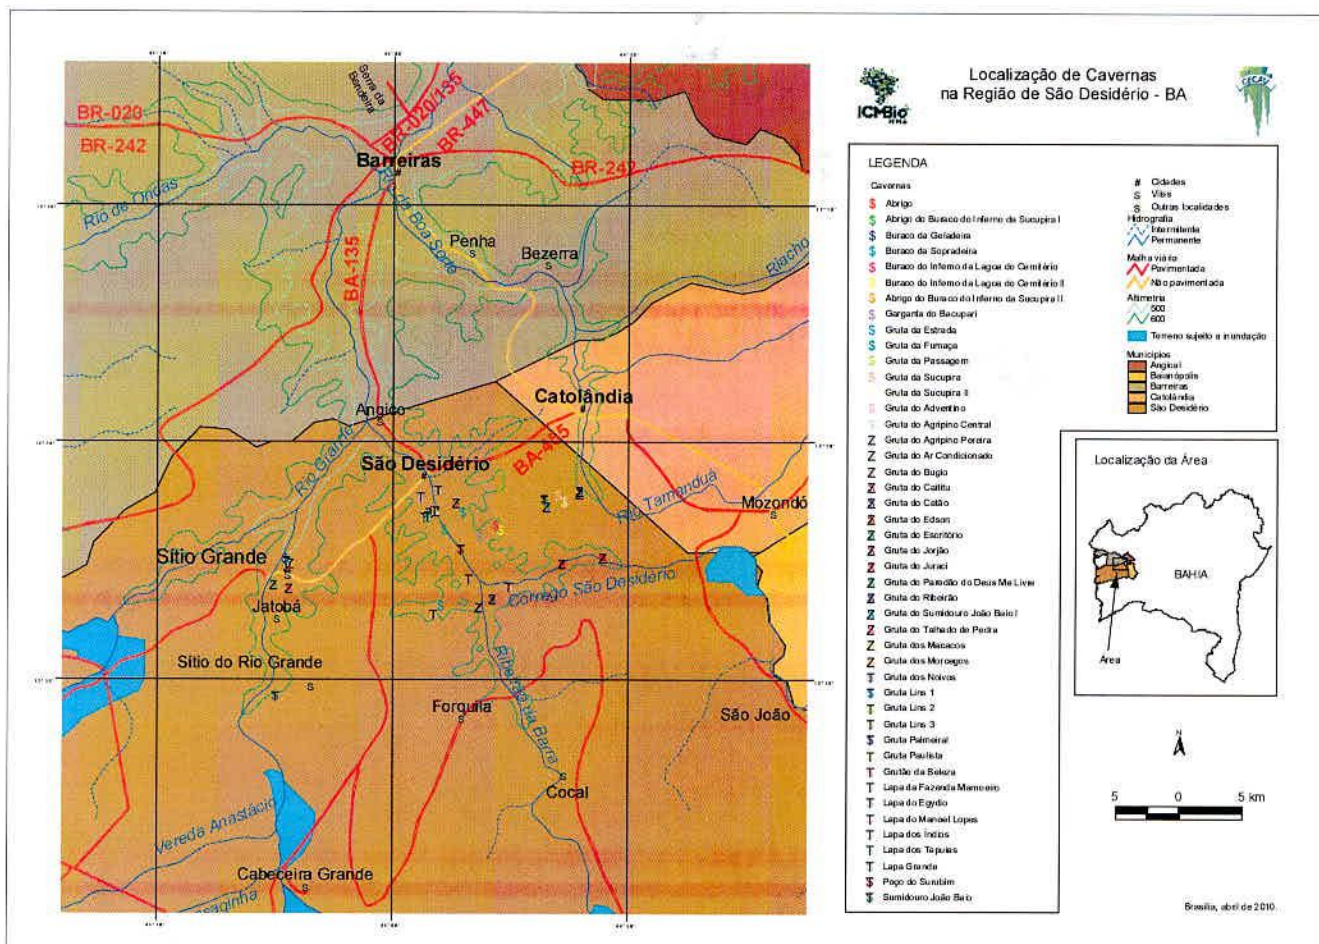 Localização de Cavernas
na Região de São Desidério - BA
ICMBio
MMA
CECAV
Serra da
Bandeira
BR-020/135
BR-447
BR-020
BR-242
Barreiras
BR-242
Rio de Ondas
Penha
Bezerra
BA-135
Riacho
Catolândia
Angico
São Desidério
BA-455
Rio Grande
Rio Tamanduá
Mozondó
Sítio Grande
Jatobá
Córrego São Desidério
Sítio do Rio Grande
Ribeirão da Barra
Forquila
São João
Cocal
Vereda Anastácio
Cabeceira Grande
LEGENDA
Cavernas
Abrigo
Abrigo do Buraco do Inferno da Sucupira I
Buraco da Geladeira
Buraco da Sopradeira
Buraco do Inferno da Lagoa do Cemitério
Buraco do Inferno da Lagoa do Cemitério II
Abrigo do Buraco do Inferno da Sucupira II
Garganta do Bacupari
Gruta da Estrada
Gruta da Fumaça
Gruta da Passagem
Gruta da Sucupira
Gruta da Sucupira II
Gruta do Adventino
Gruta do Agripino Central
Gruta do Agripino Pereira
Gruta do Ar Condicionado
Gruta do Bugio
Gruta do Catitu
Gruta do Catão
Gruta do Edson
Gruta do Escritório
Gruta do Jorjão
Gruta do Juraci
Gruta do Paredão do Deus Me Livre
Gruta do Ribeirão
Gruta do Sumidouro João Baio I
Gruta do Talhado de Pedra
Gruta dos Macacos
Gruta dos Morcegos
Gruta dos Noivos
Gruta Lins 1
Gruta Lins 2
Gruta Lins 3
Gruta Palmeiral
Gruta Paulista
Grutão da Beleza
Lapa da Fazenda Mamoeiro
Lapa do Egydio
Lapa do Manoel Lopes
Lapa dos Índios
Lapa dos Tapuias
Lapa Grande
Poço do Surubim
Sumidouro João Baio
Cidades
Vilas
Outras localidades
Hidrografia
Intermitente
Permanente
Malha viária
Pavimentada
Não pavimentada
Altimetria
500
600
Terreno sujeito a inundação
Municípios
Angical
Baianópolis
Barreiras
Catolândia
São Desidério
Localização da Área
BAHIA
Área
N
5 0 5 km
Brasília, abril de 2010.